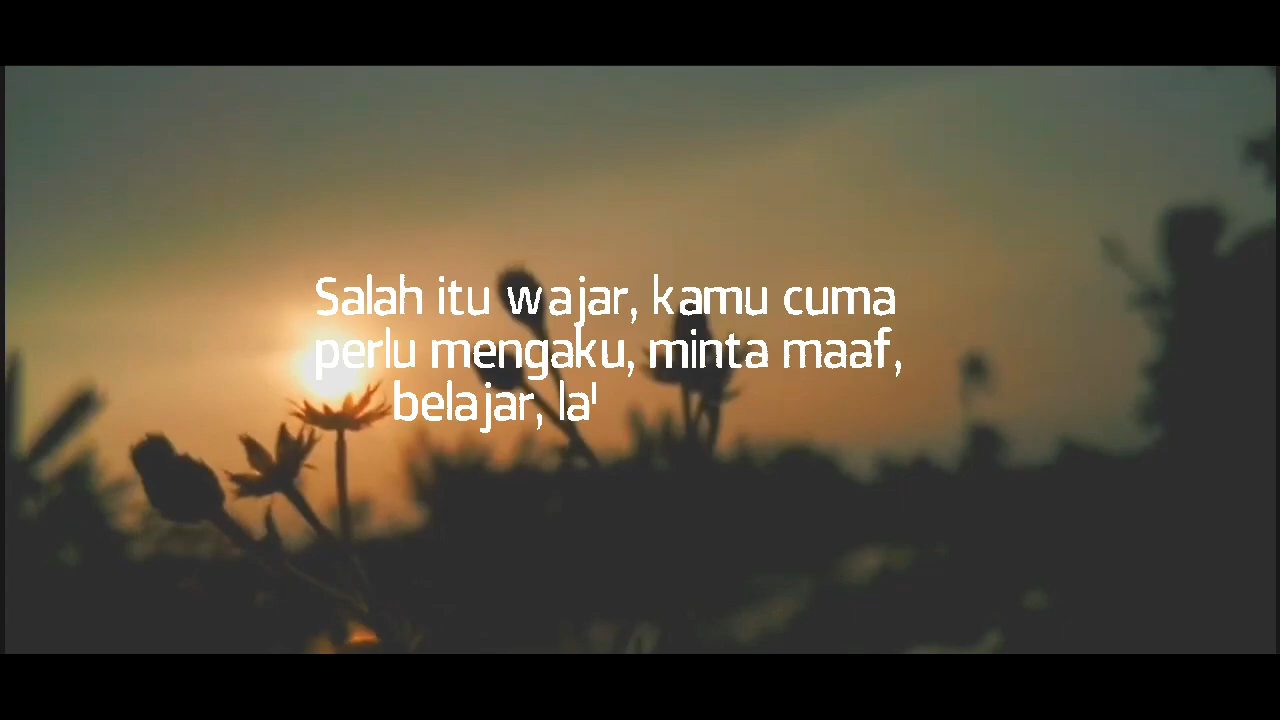 Salah itu wajar, kamu cuma
perlu mengaku, minta maaf,
belajar,